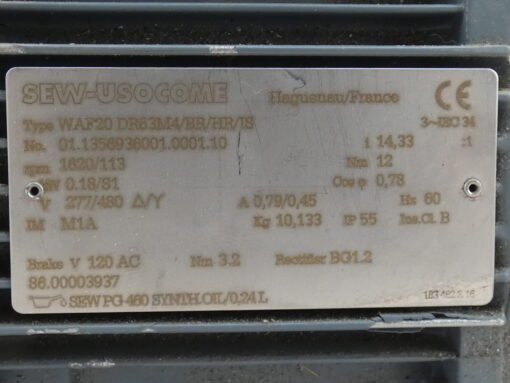 SEW-USOCOME Haguenau/France CE
Type WAF20 DR63M4/BR/HR/IS 3~IEC 34
No. 01.1356936001.0001.10 i 14,33 :1
rpm 1620/113 Nm 12
kW 0.18/S1 Cos φ 0,78
V 277/480 Δ/Y A 0,79/0,45 Hz 60
IM M1A Kg 10,133 IP 55 Ins.Cl. B
Brake V 120 AC Nm 3.2 Rectifier BG1.2
86.00003937
SEW PG 460 SYNTH.OIL/0,24 L